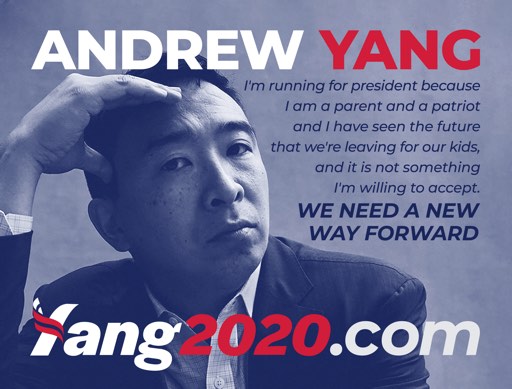 ANDREW YANG
I'm running for president because
I am a parent and a patriot
and I have seen the future
that we're leaving for our kids,
and it is not something
I'm willing to accept.
WE NEED A NEW
WAY FORWARD
Yang2020.com